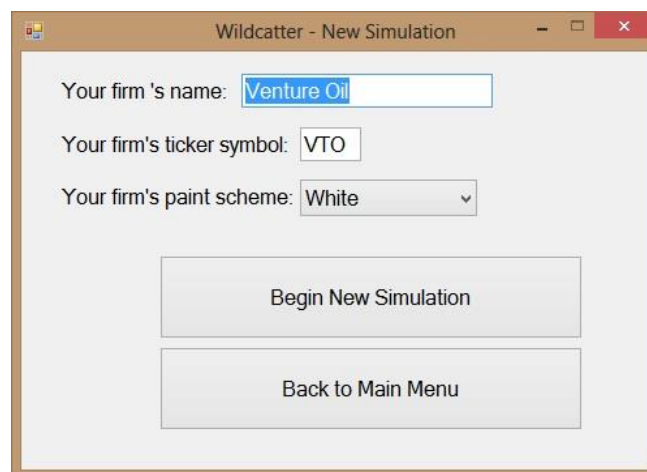 Wildcatter - New Simulation
Your firm 's name: Venture Oil
Your firm's ticker symbol: VTO
Your firm's paint scheme: White
Begin New Simulation
Back to Main Menu